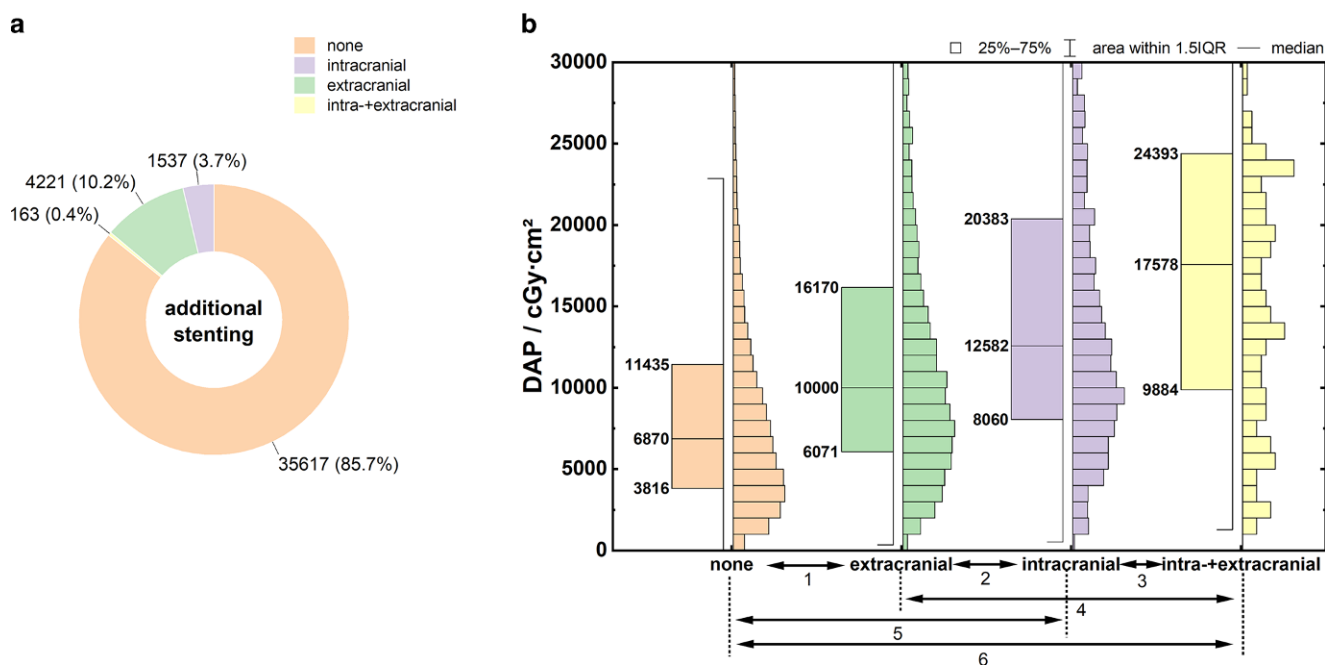 a
none
intracranial
extracranial
intra-+extracranial
1537 (3.7%)
4221 (10.2%)
163 (0.4%)
additional
stenting
35617 (85.7%)
b
25%–75% area within 1.5IQR median
DAP / cGy·cm²
30000
25000
20000
15000
10000
5000
0
11435
6870
3816
16170
10000
6071
20383
12582
8060
24393
17578
9884
none extracranial intracranial intra-+extracranial
1 2 3
4
5
6